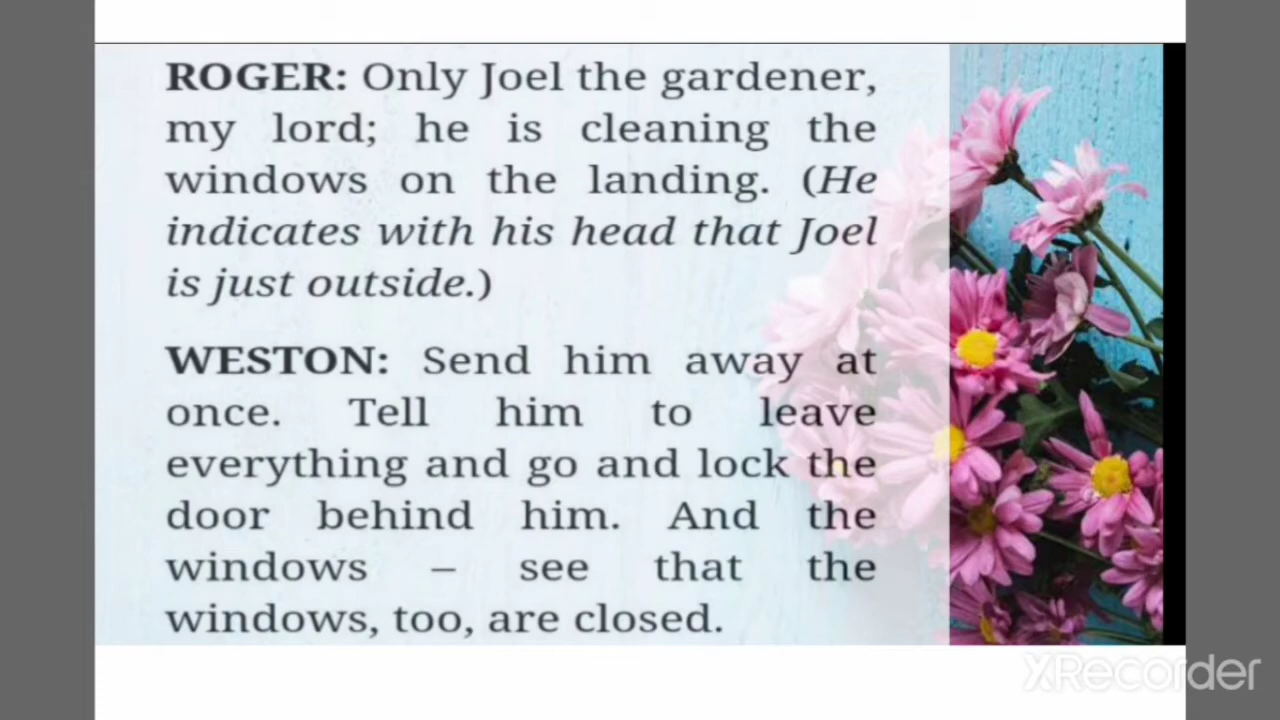 ROGER: Only Joel the gardener,
my lord; he is cleaning the
windows on the landing. (He
indicates with his head that Joel
is just outside.)
WESTON: Send him away at
once. Tell him to leave
everything and go and lock the
door behind him. And the
windows – see that the
windows, too, are closed.
XRecorder